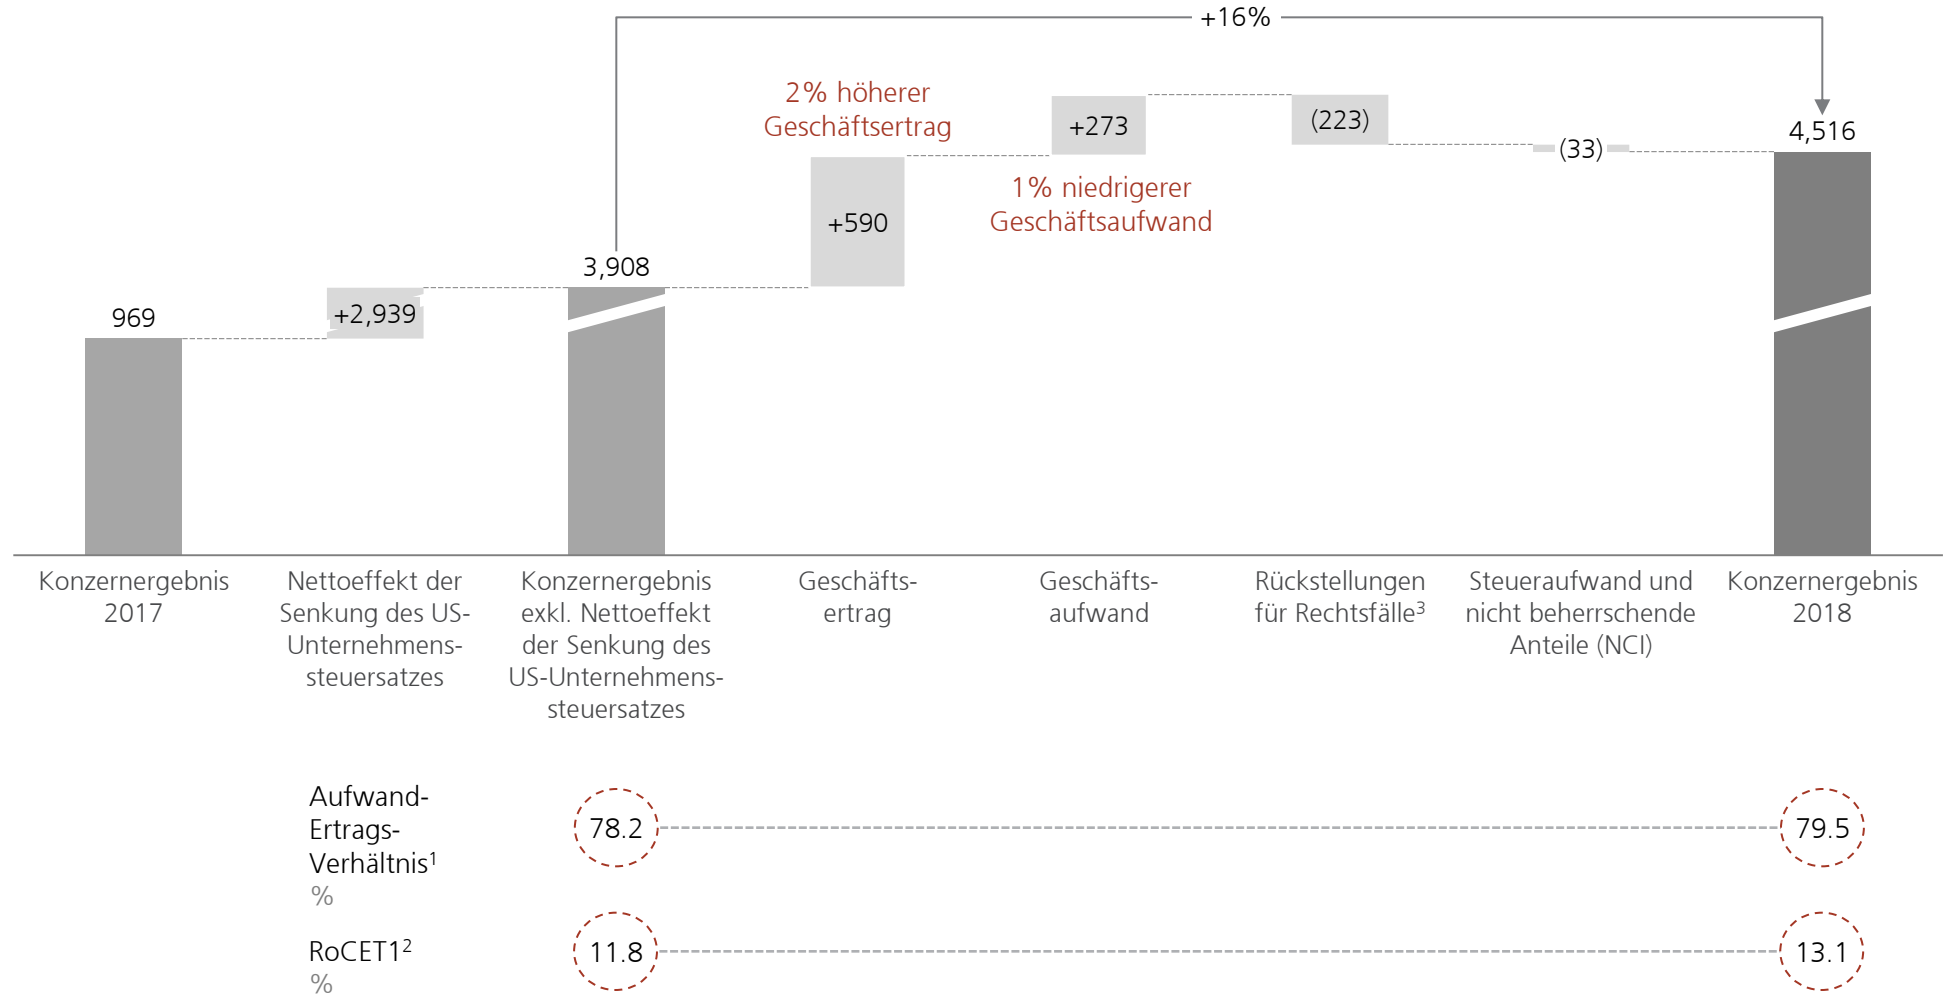 +16%
2% höherer
Geschäftsertrag
+273
(223)
4,516
(33)
1% niedrigerer
Geschäftsaufwand
+590
3,908
969
+2,939
Konzernergebnis
2017
Nettoeffekt der
Senkung des US-
Unternehmens-
steuersatzes
Konzernergebnis
exkl. Nettoeffekt
der Senkung des
US-Unternehmens-
steuersatzes
Geschäfts-
ertrag
Geschäfts-
aufwand
Rückstellungen
für Rechtsfälle³
Steueraufwand und
nicht beherrschende
Anteile (NCI)
Konzernergebnis
2018
Aufwand-
Ertrags-
Verhältnis¹
%
78.2
79.5
RoCET1²
%
11.8
13.1